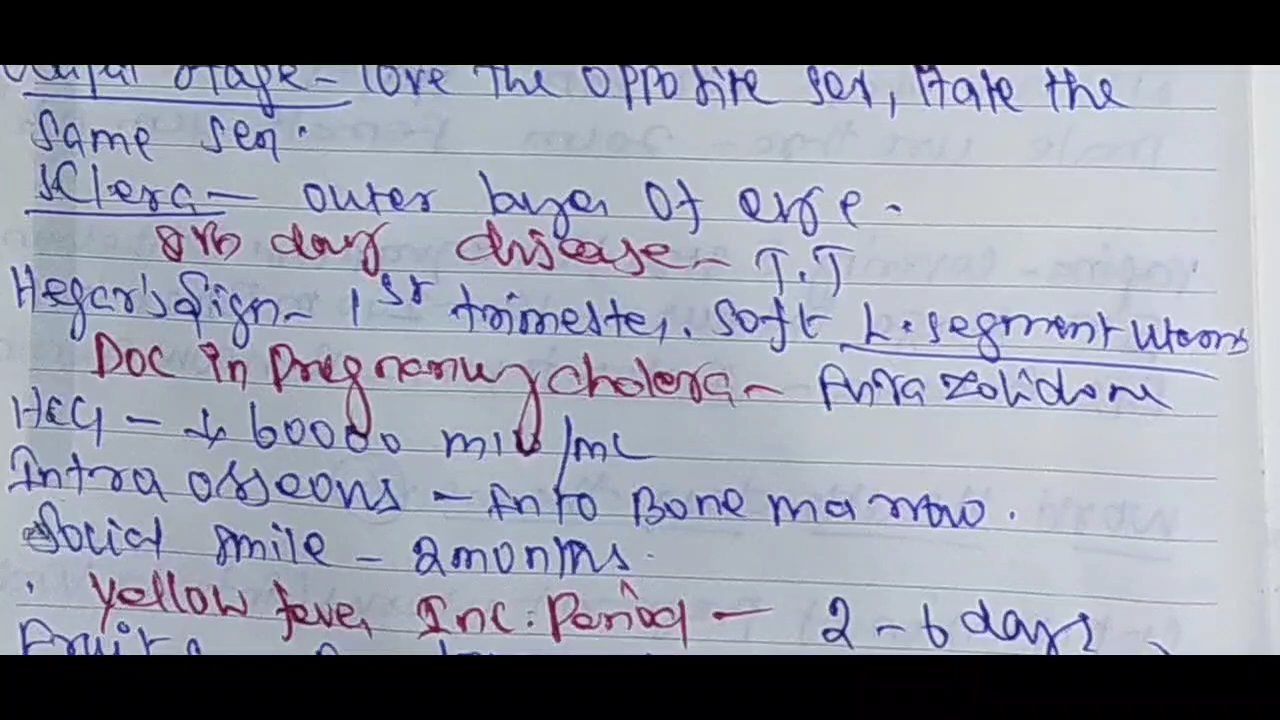 Stage - love the opposite sex, Hate the
same sex.
Sclera - outer layer of eye.
8th day disease - T.T
Hegar's Sign - 1st trimester. Soft L. segment uterus
DOC in Pregnancy cholera - Furazolidone
HCG - 60000 miu/ml
Intra osseous - Into Bone marrow.
Social smile - 2 months.
Yellow fever Inc. Period - 2 - 6 days